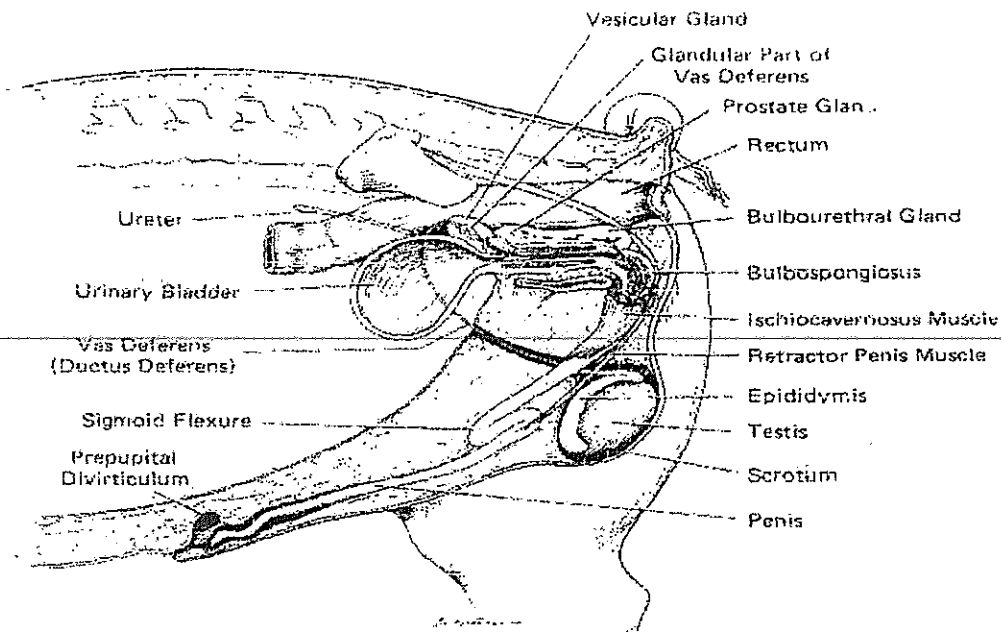 Vesicular Gland
Glandular Part of
Vas Deferens
Prostate Glan..
Rectum
Ureter
Bulbourethral Gland
Urinary Bladder
Bulbospongiosus
Ischiocavernosus Muscle
Vas Deferens
(Ductus Deferens)
Retractor Penis Muscle
Epididymis
Sigmoid Flexure
Testis
Prepupital
Divirticulum
Scrotum
Penis